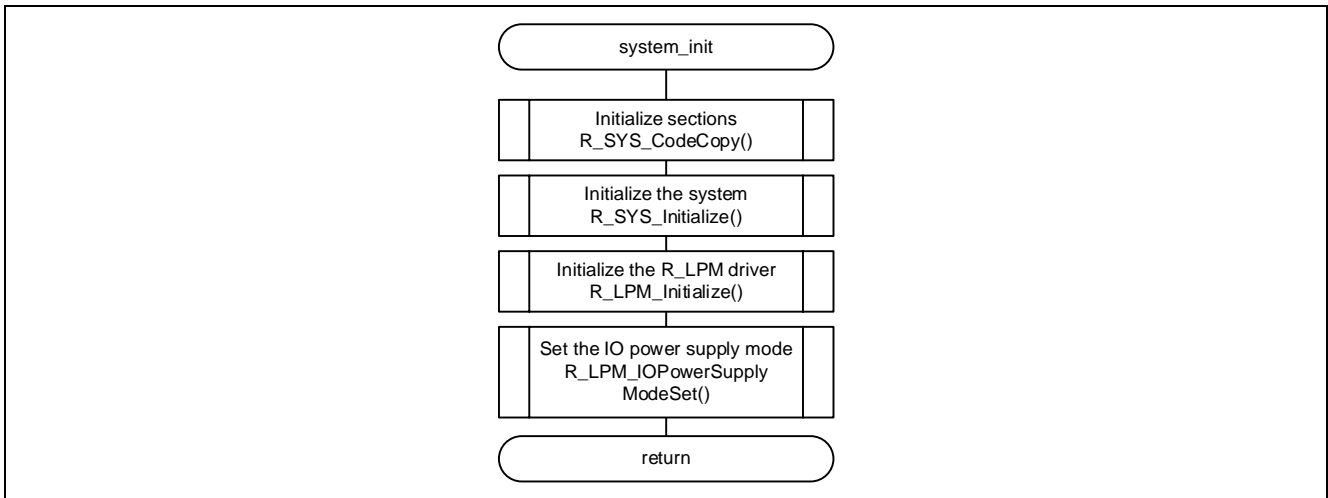 system_init
Initialize sections
R_SYS_CodeCopy()
Initialize the system
R_SYS_Initialize()
Initialize the R_LPM driver
R_LPM_Initialize()
Set the IO power supply mode
R_LPM_IOPowerSupply
ModeSet()
return